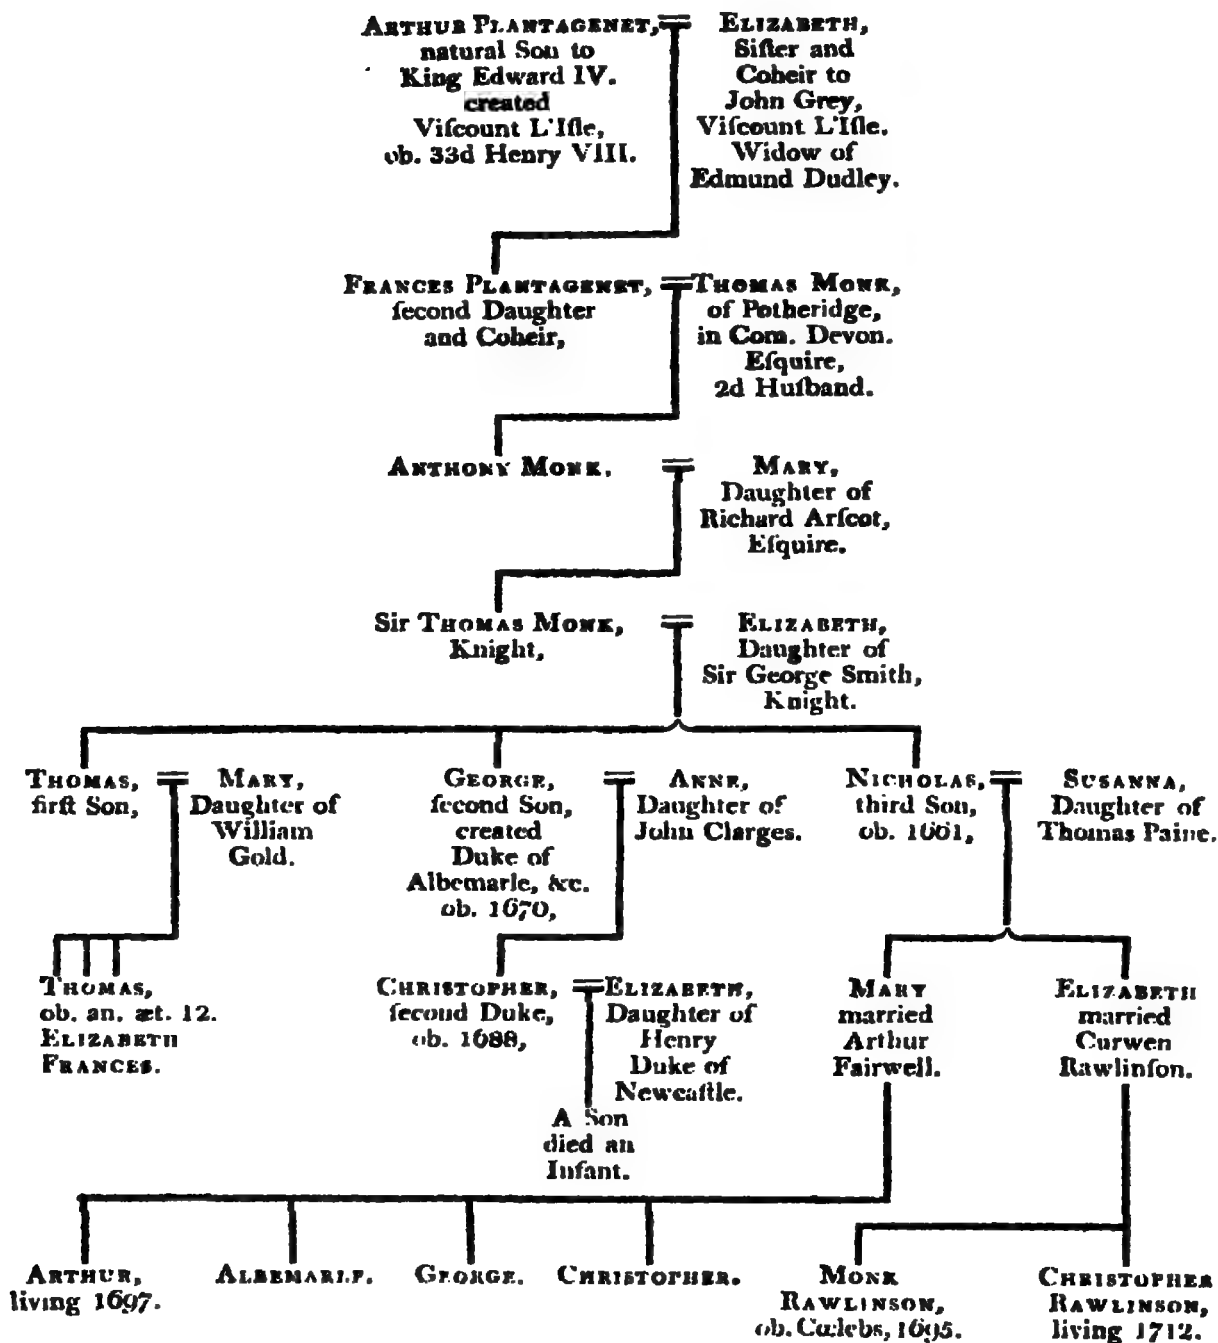 ARTHUR PLANTAGENET,
natural Son to
King Edward IV.
created
Viſcount L'Iſle,
ob. 33d Henry VIII.
ELIZABETH,
Siſter and
Coheir to
John Grey,
Viſcount L'Iſle.
Widow of
Edmund Dudley.
FRANCES PLANTAGENET,
ſecond Daughter
and Coheir,
THOMAS MONK,
of Potheridge,
in Com. Devon.
Eſquire,
2d Huſband.
ANTHONY MONK.
MARY,
Daughter of
Richard Arſcot,
Eſquire.
Sir THOMAS MONK,
Knight,
ELIZABETH,
Daughter of
Sir George Smith,
Knight.
THOMAS,
firſt Son,
MARY,
Daughter of
William
Gold.
GEORGE,
ſecond Son,
created
Duke of
Albemarle, &c.
ob. 1670,
ANNE,
Daughter of
John Clarges.
NICHOLAS,
third Son,
ob. 1661,
SUSANNA,
Daughter of
Thomas Paine.
THOMAS,
ob. an. æt. 12.
ELIZABETH
FRANCES.
CHRISTOPHER,
ſecond Duke,
ob. 1688,
ELIZABETH,
Daughter of
Henry
Duke of
Newcaſtle.
A Son
died an
Infant.
MARY
married
Arthur
Fairwell.
ELIZABETH
married
Curwen
Rawlinſon.
ARTHUR,
living 1697.
ALBEMARLE.
GEORGE.
CHRISTOPHER.
MONK
RAWLINSON,
ob. Cœlebs, 1695.
CHRISTOPHER
RAWLINSON,
living 1712.